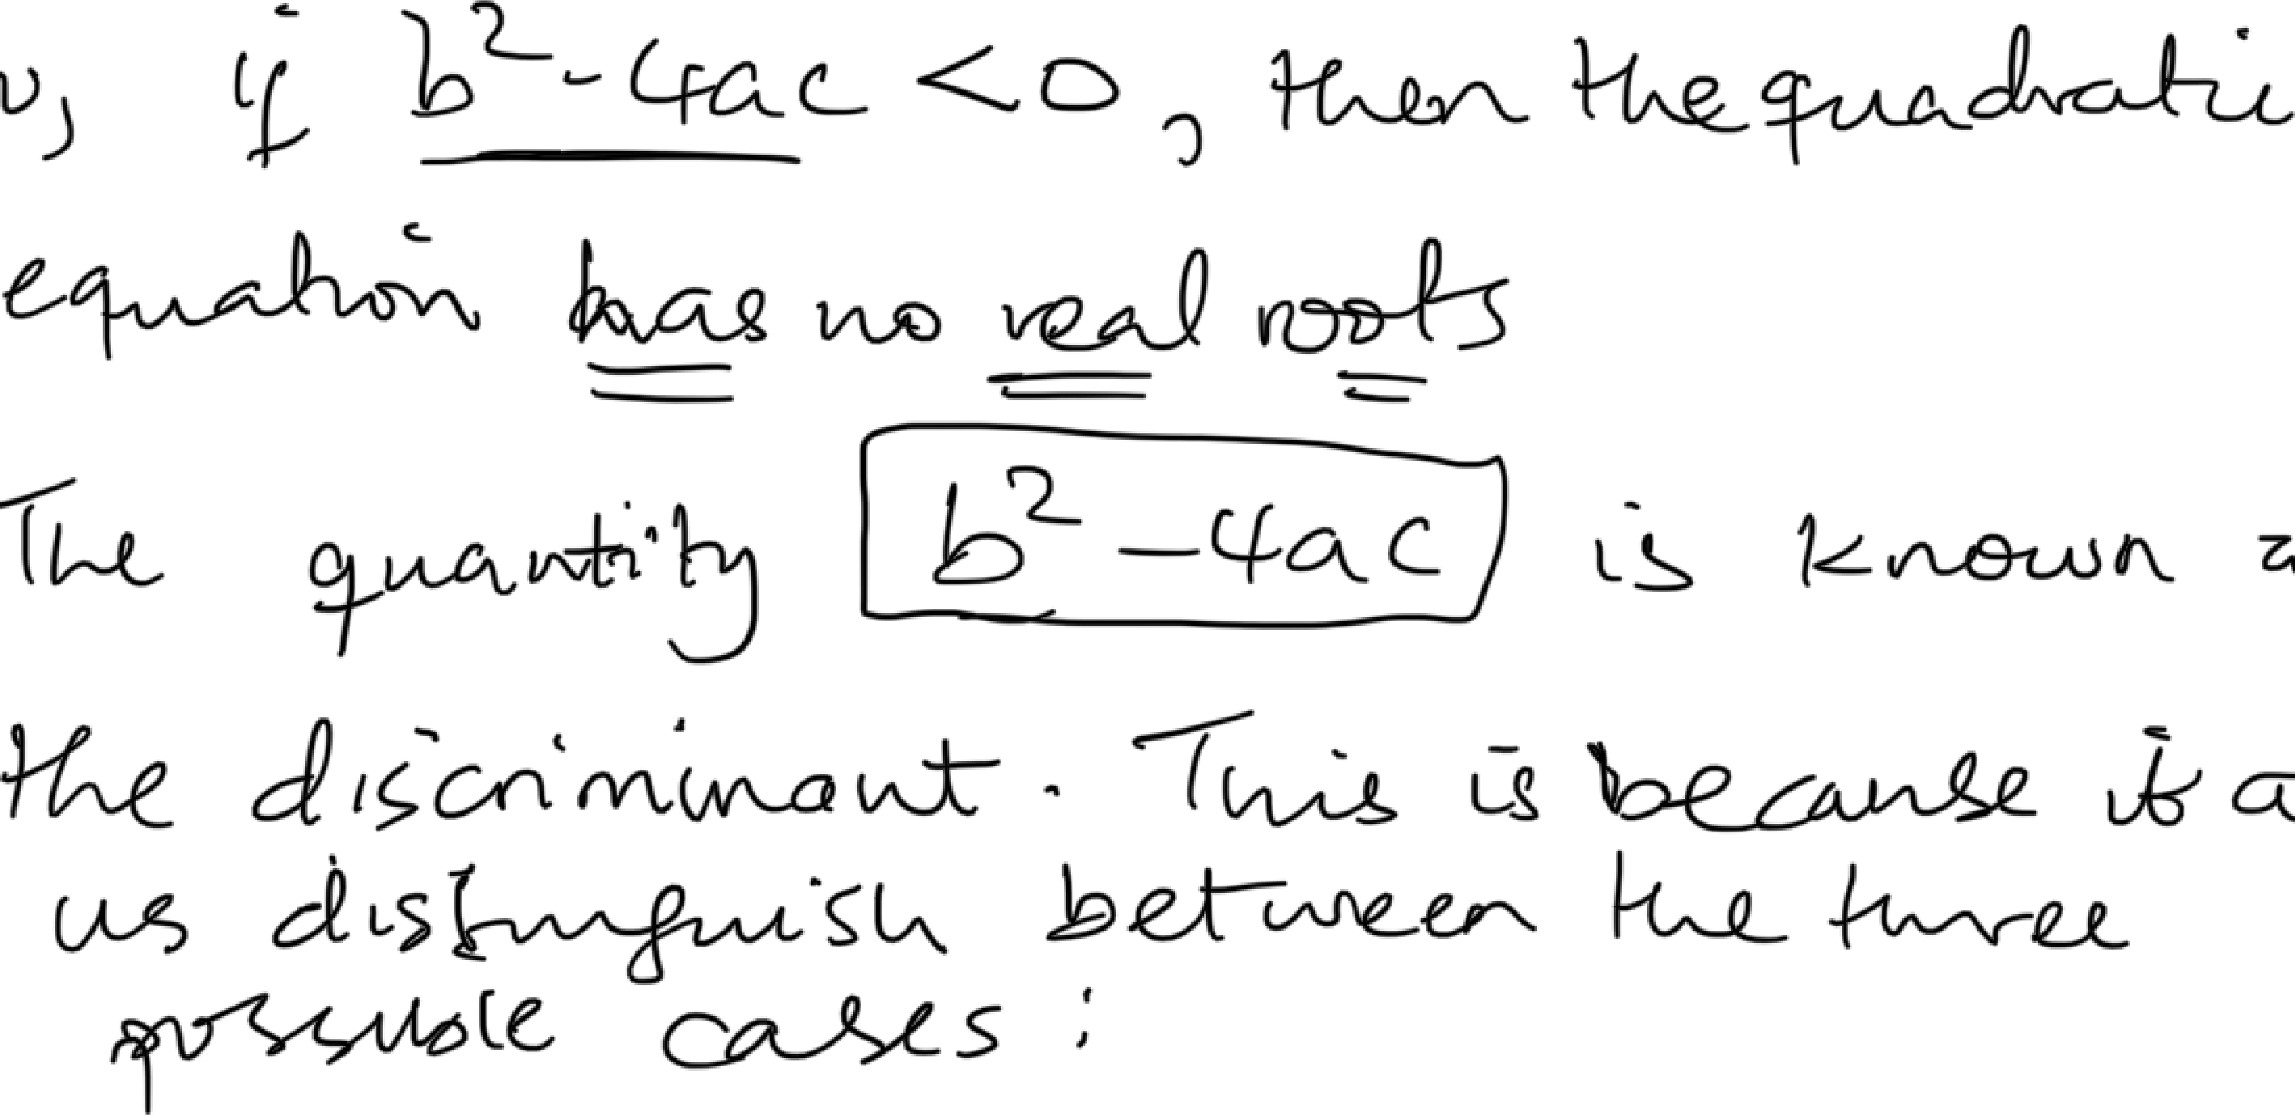 if b² - 4ac < 0, then the quadratic
equation has no real roots
The quantity b² - 4ac is known a
the discriminant. This is because it a
us distinguish between the three
possible cases: